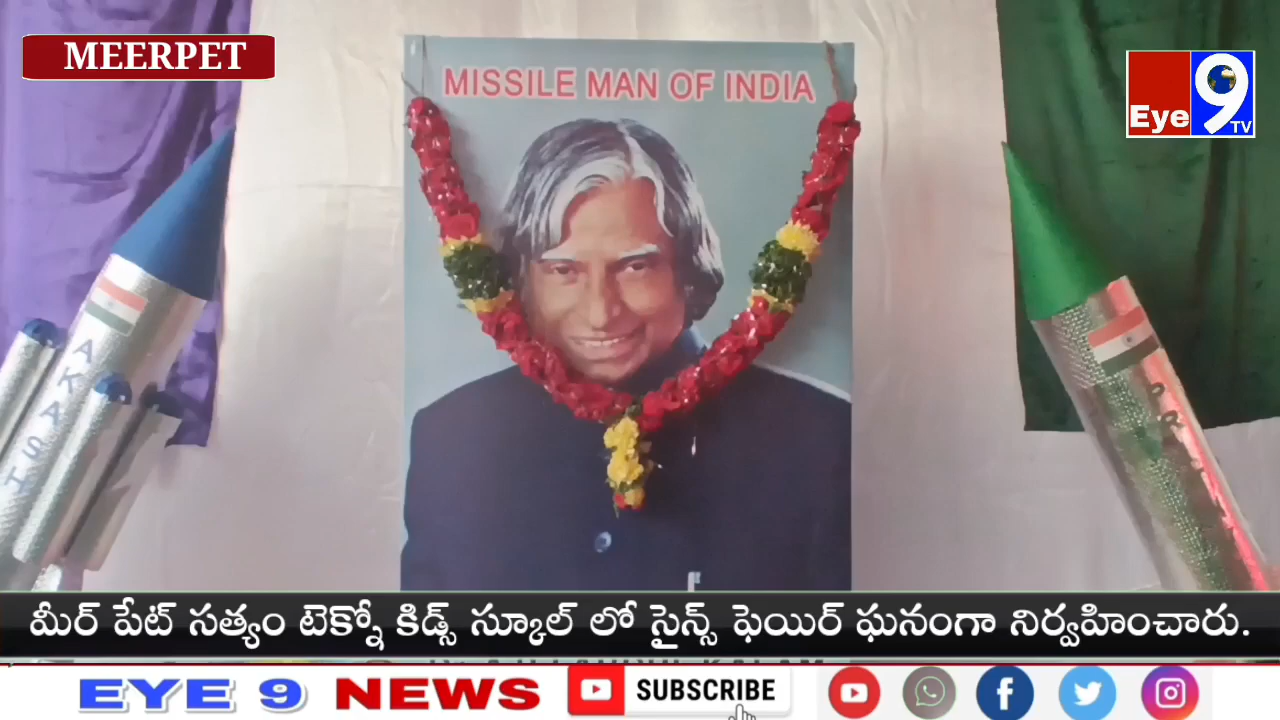 MEERPET
MISSILE MAN OF INDIA
Eye 9 TV
AKASH
మీర్ పేట్ సత్యం టెక్నో కిడ్స్ స్కూల్ లో సైన్స్ ఫెయిర్ ఘనంగా నిర్వహించారు.
EYE 9 NEWS
SUBSCRIBE